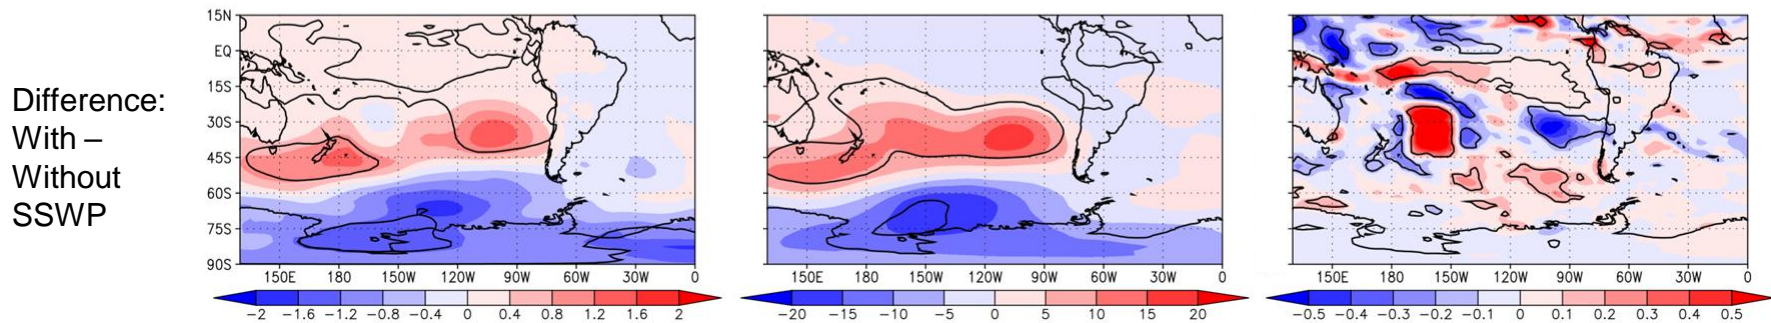 Difference:
With –
Without
SSWP
15N
EQ
15S
30S
45S
60S
75S
90S
150E 180 150W 120W 90W 60W 30W 0
150E 180 150W 120W 90W 60W 30W 0
150E 180 150W 120W 90W 60W 30W 0
−2 −1.6 −1.2 −0.8 −0.4 0 0.4 0.8 1.2 1.6 2
−20 −15 −10 −5 0 5 10 15 20
−0.5 −0.4 −0.3 −0.2 −0.1 0 0.1 0.2 0.3 0.4 0.5